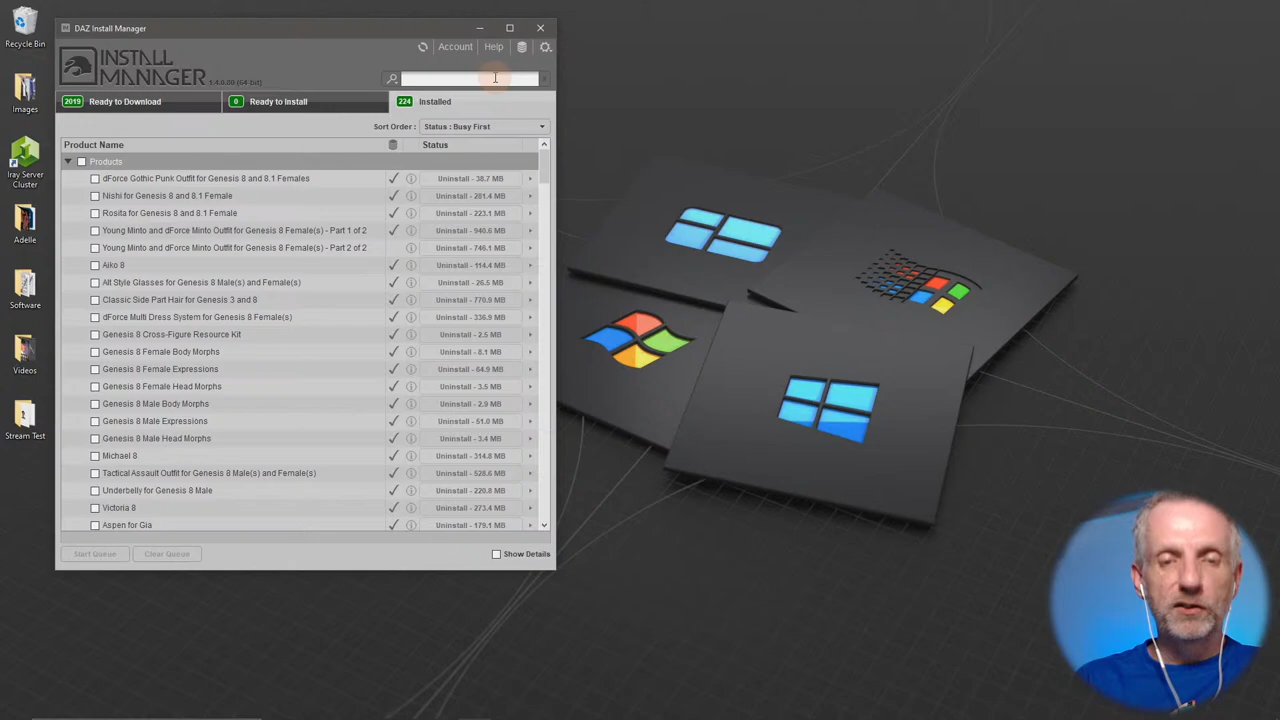 Recycle Bin
Images
Iray Server
Cluster
Adelle
Software
Videos
Stream Test
DAZ Install Manager
Account
Help
INSTALL
MANAGER
1.4.0.80 (64-bit)
2019 Ready to Download
0 Ready to Install
224 Installed
Sort Order :
Status : Busy First
Product Name
Status
Products
dForce Gothic Punk Outfit for Genesis 8 and 8.1 Females Uninstall - 38.7 MB
Nishi for Genesis 8 and 8.1 Female Uninstall - 201.4 MB
Rosita for Genesis 8 and 8.1 Female Uninstall - 223.1 MB
Young Minto and dForce Minto Outfit for Genesis 8 Female(s) - Part 1 of 2 Uninstall - 940.6 MB
Young Minto and dForce Minto Outfit for Genesis 8 Female(s) - Part 2 of 2 Uninstall - 746.1 MB
Aiko 8 Uninstall - 114.4 MB
Alt Style Glasses for Genesis 8 Male(s) and Female(s) Uninstall - 26.5 MB
Classic Side Part Hair for Genesis 3 and 8 Uninstall - 770.9 MB
dForce Multi Dress System for Genesis 8 Female(s) Uninstall - 336.9 MB
Genesis 8 Cross-Figure Resource Kit Uninstall - 2.5 MB
Genesis 8 Female Body Morphs Uninstall - 8.1 MB
Genesis 8 Female Expressions Uninstall - 64.9 MB
Genesis 8 Female Head Morphs Uninstall - 3.5 MB
Genesis 8 Male Body Morphs Uninstall - 2.9 MB
Genesis 8 Male Expressions Uninstall - 51.0 MB
Genesis 8 Male Head Morphs Uninstall - 3.4 MB
Michael 8 Uninstall - 314.8 MB
Tactical Assault Outfit for Genesis 8 Male(s) and Female(s) Uninstall - 528.6 MB
Underbelly for Genesis 8 Male Uninstall - 220.8 MB
Victoria 8 Uninstall - 273.4 MB
Aspen for Gia Uninstall - 179.1 MB
Start Queue
Clear Queue
Show Details